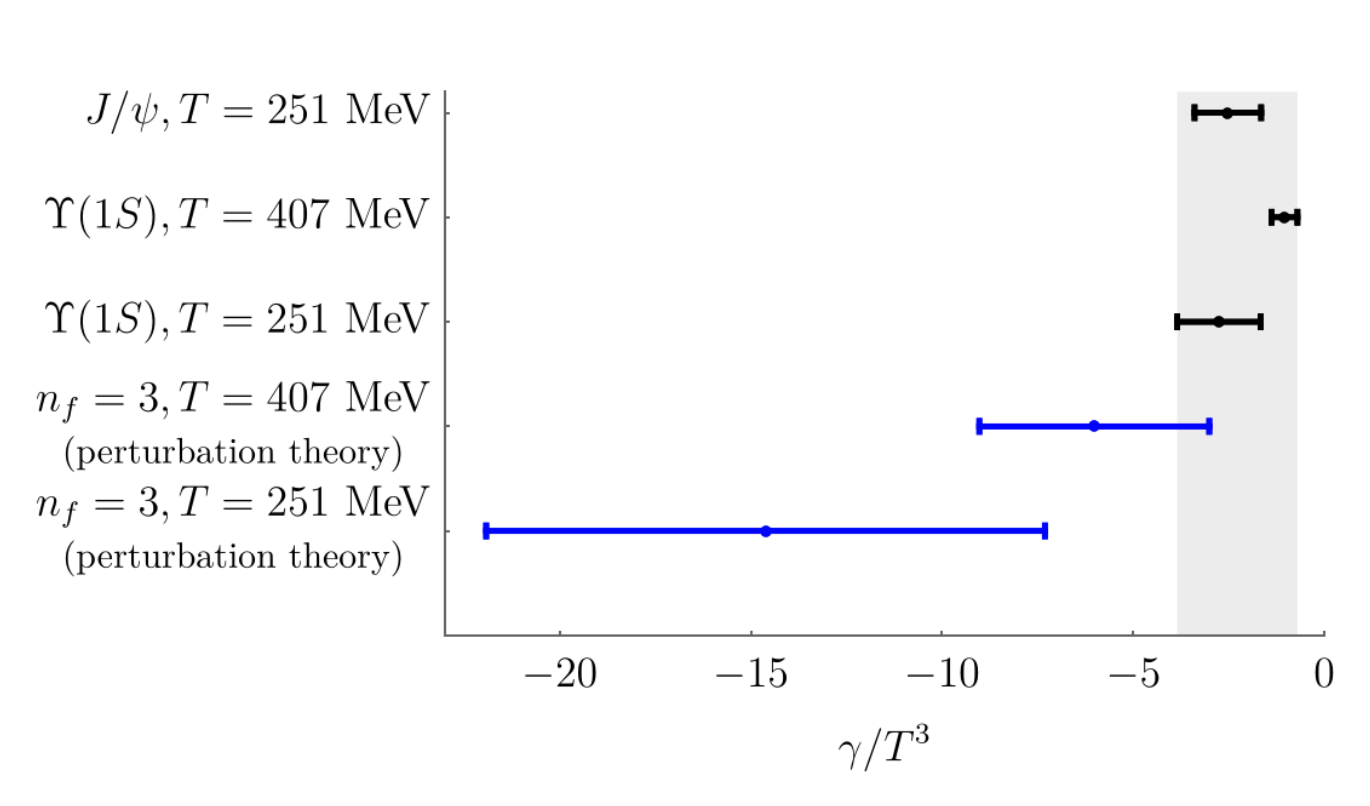 J/ψ, T = 251 MeV
Υ(1S), T = 407 MeV
Υ(1S), T = 251 MeV
n_f = 3, T = 407 MeV
(perturbation theory)
n_f = 3, T = 251 MeV
(perturbation theory)
−20 −15 −10 −5 0
γ/T³